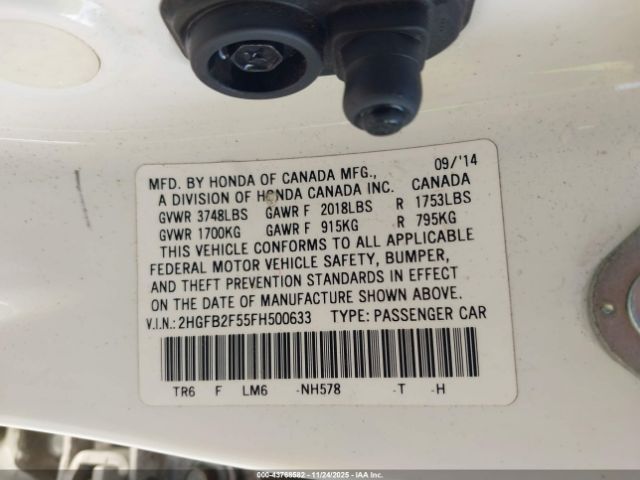 09/'14
MFD. BY HONDA OF CANADA MFG.,
A DIVISION OF HONDA CANADA INC. CANADA
GVWR 3748LBS GAWR F 2018LBS R 1753LBS
GVWR 1700KG GAWR F 915KG R 795KG
THIS VEHICLE CONFORMS TO ALL APPLICABLE
FEDERAL MOTOR VEHICLE SAFETY, BUMPER,
AND THEFT PREVENTION STANDARDS IN EFFECT
ON THE DATE OF MANUFACTURE SHOWN ABOVE.
V.I.N.: 2HGFB2F55FH500633 TYPE: PASSENGER CAR
TR6 F LM6 -NH578 -T -H
000-43768582 - 11/24/2025 - Copyright IAA, Inc.